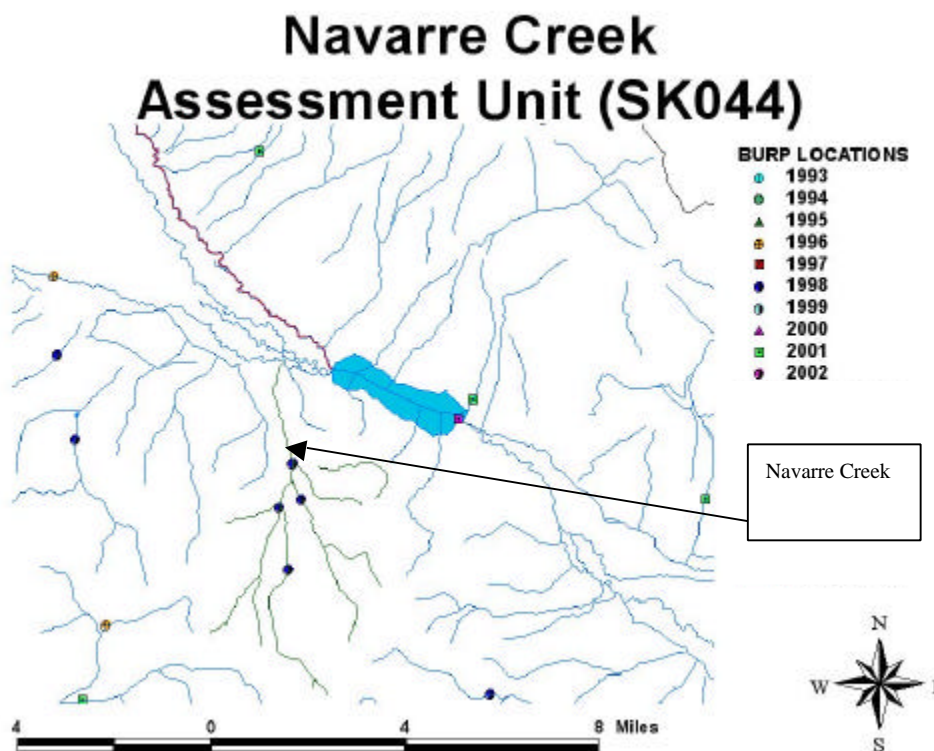 Navarre Creek
Assessment Unit (SK044)
BURP LOCATIONS
1993
1994
1995
1996
1997
1998
1999
2000
2001
2002
Navarre Creek
N
W
S
4 0 4 8 Miles